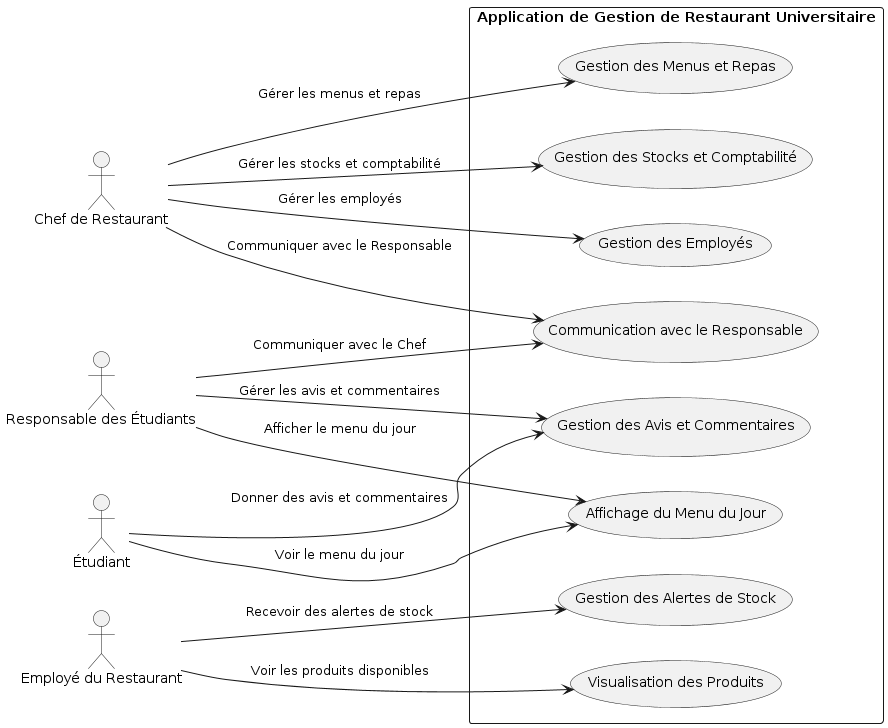 Application de Gestion de Restaurant Universitaire
Gestion des Menus et Repas
Gérer les menus et repas
Gestion des Stocks et Comptabilité
Gérer les stocks et comptabilité
Gérer les employés
Chef de Restaurant
Gestion des Employés
Communiquer avec le Responsable
Communication avec le Responsable
Communiquer avec le Chef
Gérer les avis et commentaires
Responsable des Étudiants
Gestion des Avis et Commentaires
Afficher le menu du jour
Donner des avis et commentaires
Affichage du Menu du Jour
Voir le menu du jour
Étudiant
Gestion des Alertes de Stock
Recevoir des alertes de stock
Voir les produits disponibles
Employé du Restaurant
Visualisation des Produits